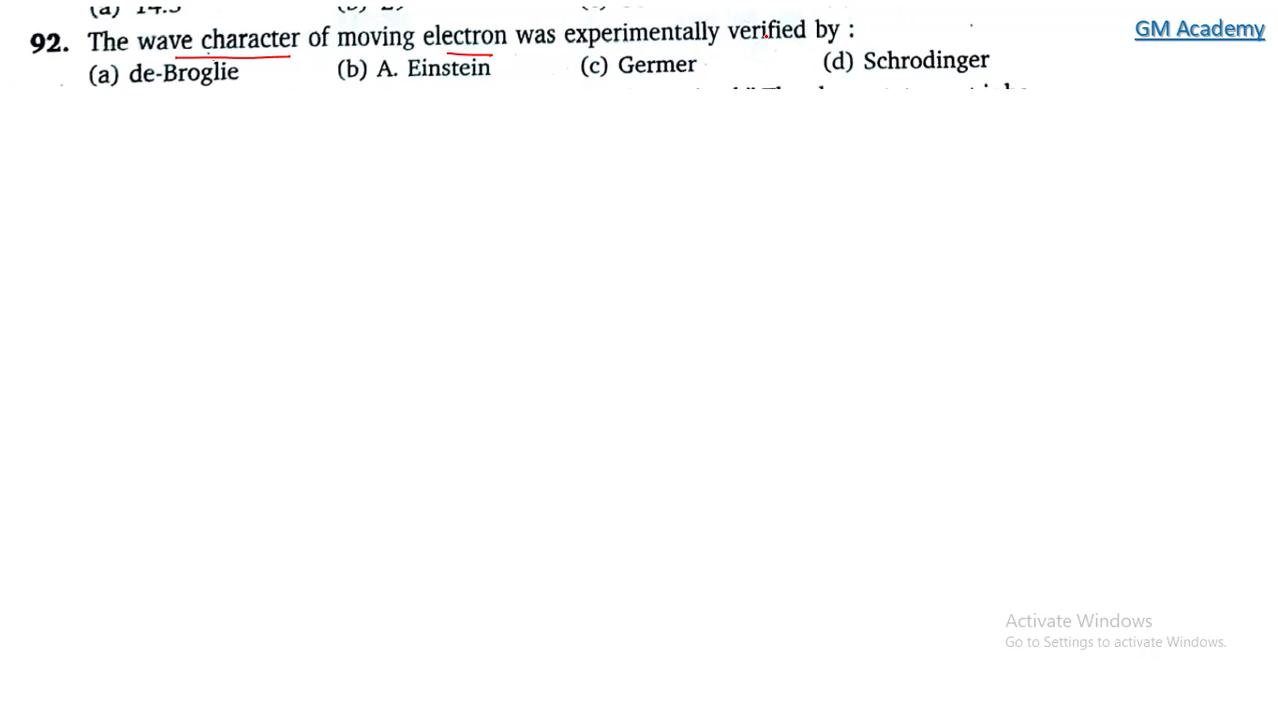 92. The wave character of moving electron was experimentally verified by :
GM Academy
(a) de-Broglie (b) A. Einstein (c) Germer (d) Schrodinger
Activate Windows
Go to Settings to activate Windows.